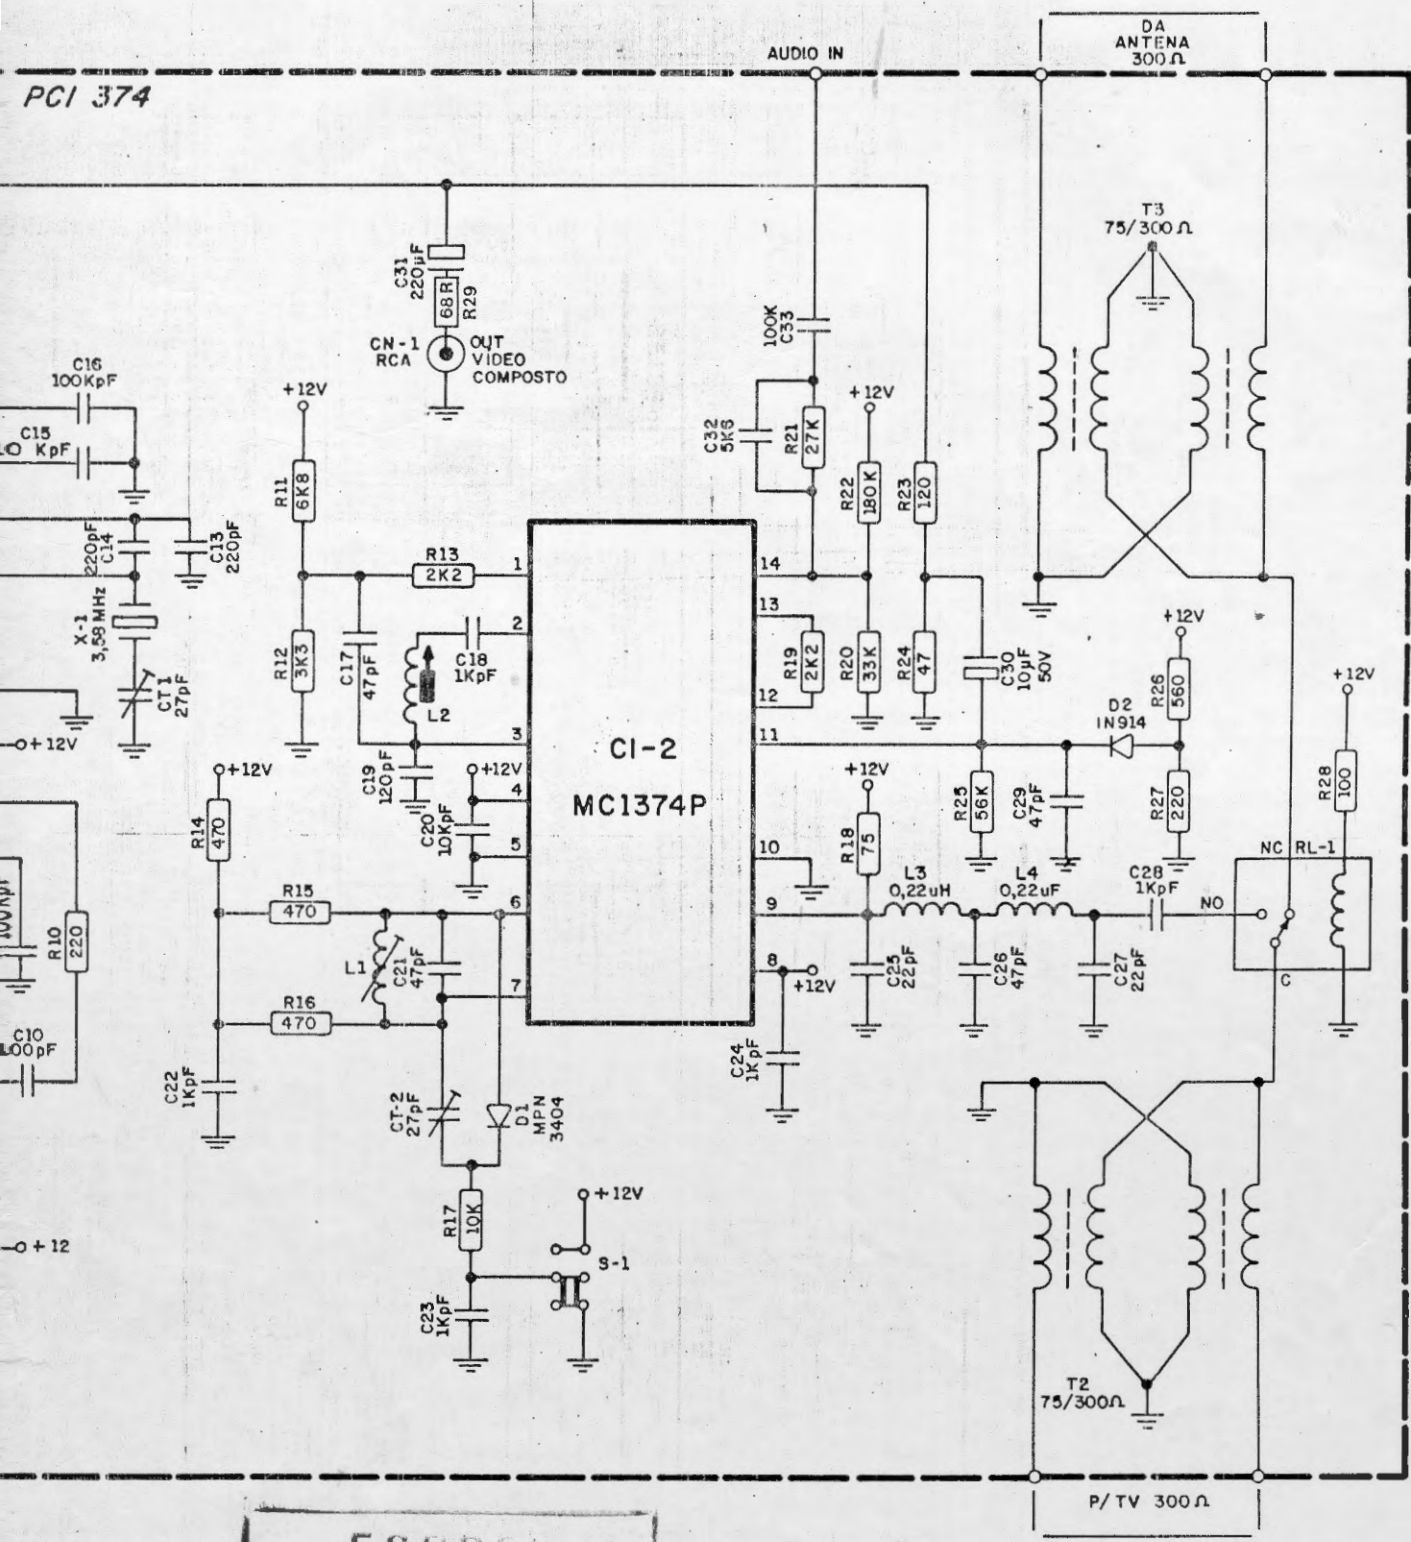 DA
ANTENA
300Ω
AUDIO IN
PCI 374
T3
75/300Ω
C31
220µF
68R
R29
CN-1
RCA
OUT
VIDEO
COMPOSTO
100K
C33
C16
100KpF
C15
KpF
+12V
+12V
C32
5K6
R21
27K
R11
6K8
R22
180K
R23
120
220pF
C14
C13
220pF
R13
2K2
1
14
13
2
X-1
3,58 MHz
R12
3K3
C17
47pF
C18
1KpF
L2
R19
2K2
R20
33K
R24
47
C30
10µF
50V
+12V
R26
560
+12V
CT1
27pF
12
D2
IN914
3
11
CI-2
MC1374P
+12V
+12V
C19
120pF
+12V
4
+12V
R14
470
C20
10KpF
R18
75
R25
56K
C29
47pF
R27
220
R28
100
5
10
NC
RL-1
L3
0,22uH
L4
0,22uF
C28
1KpF
NO
100KpF
R10
220
R15
470
6
9
L1
C21
47pF
8
+12V
C25
22pF
C26
47pF
C27
22pF
C
7
R16
470
C10
00pF
C22
1KpF
C24
1KpF
CT-2
27pF
D1
MPN
3404
R17
10K
+12V
+12
S-1
C23
1KpF
T2
75/300Ω
P/TV 300Ω